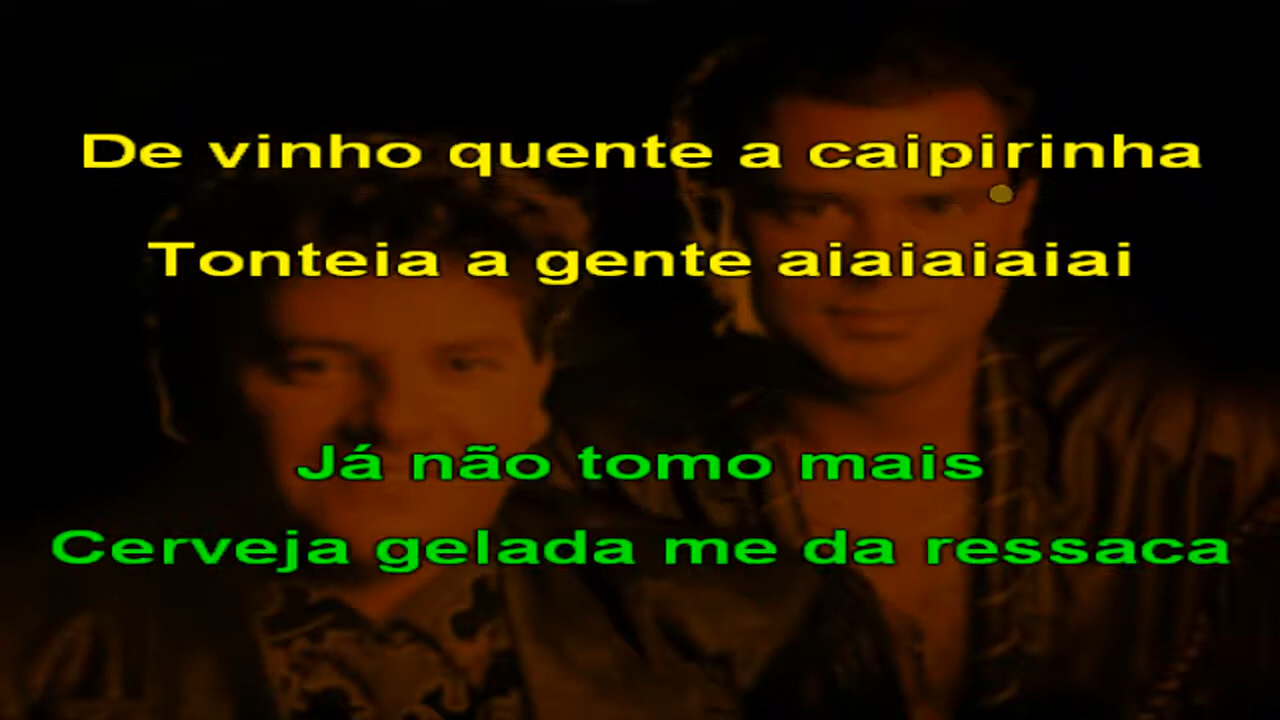 De vinho quente a caipirinha
Tonteia a gente aiaiaiaiai
Já não tomo mais
Cerveja gelada me da ressaca